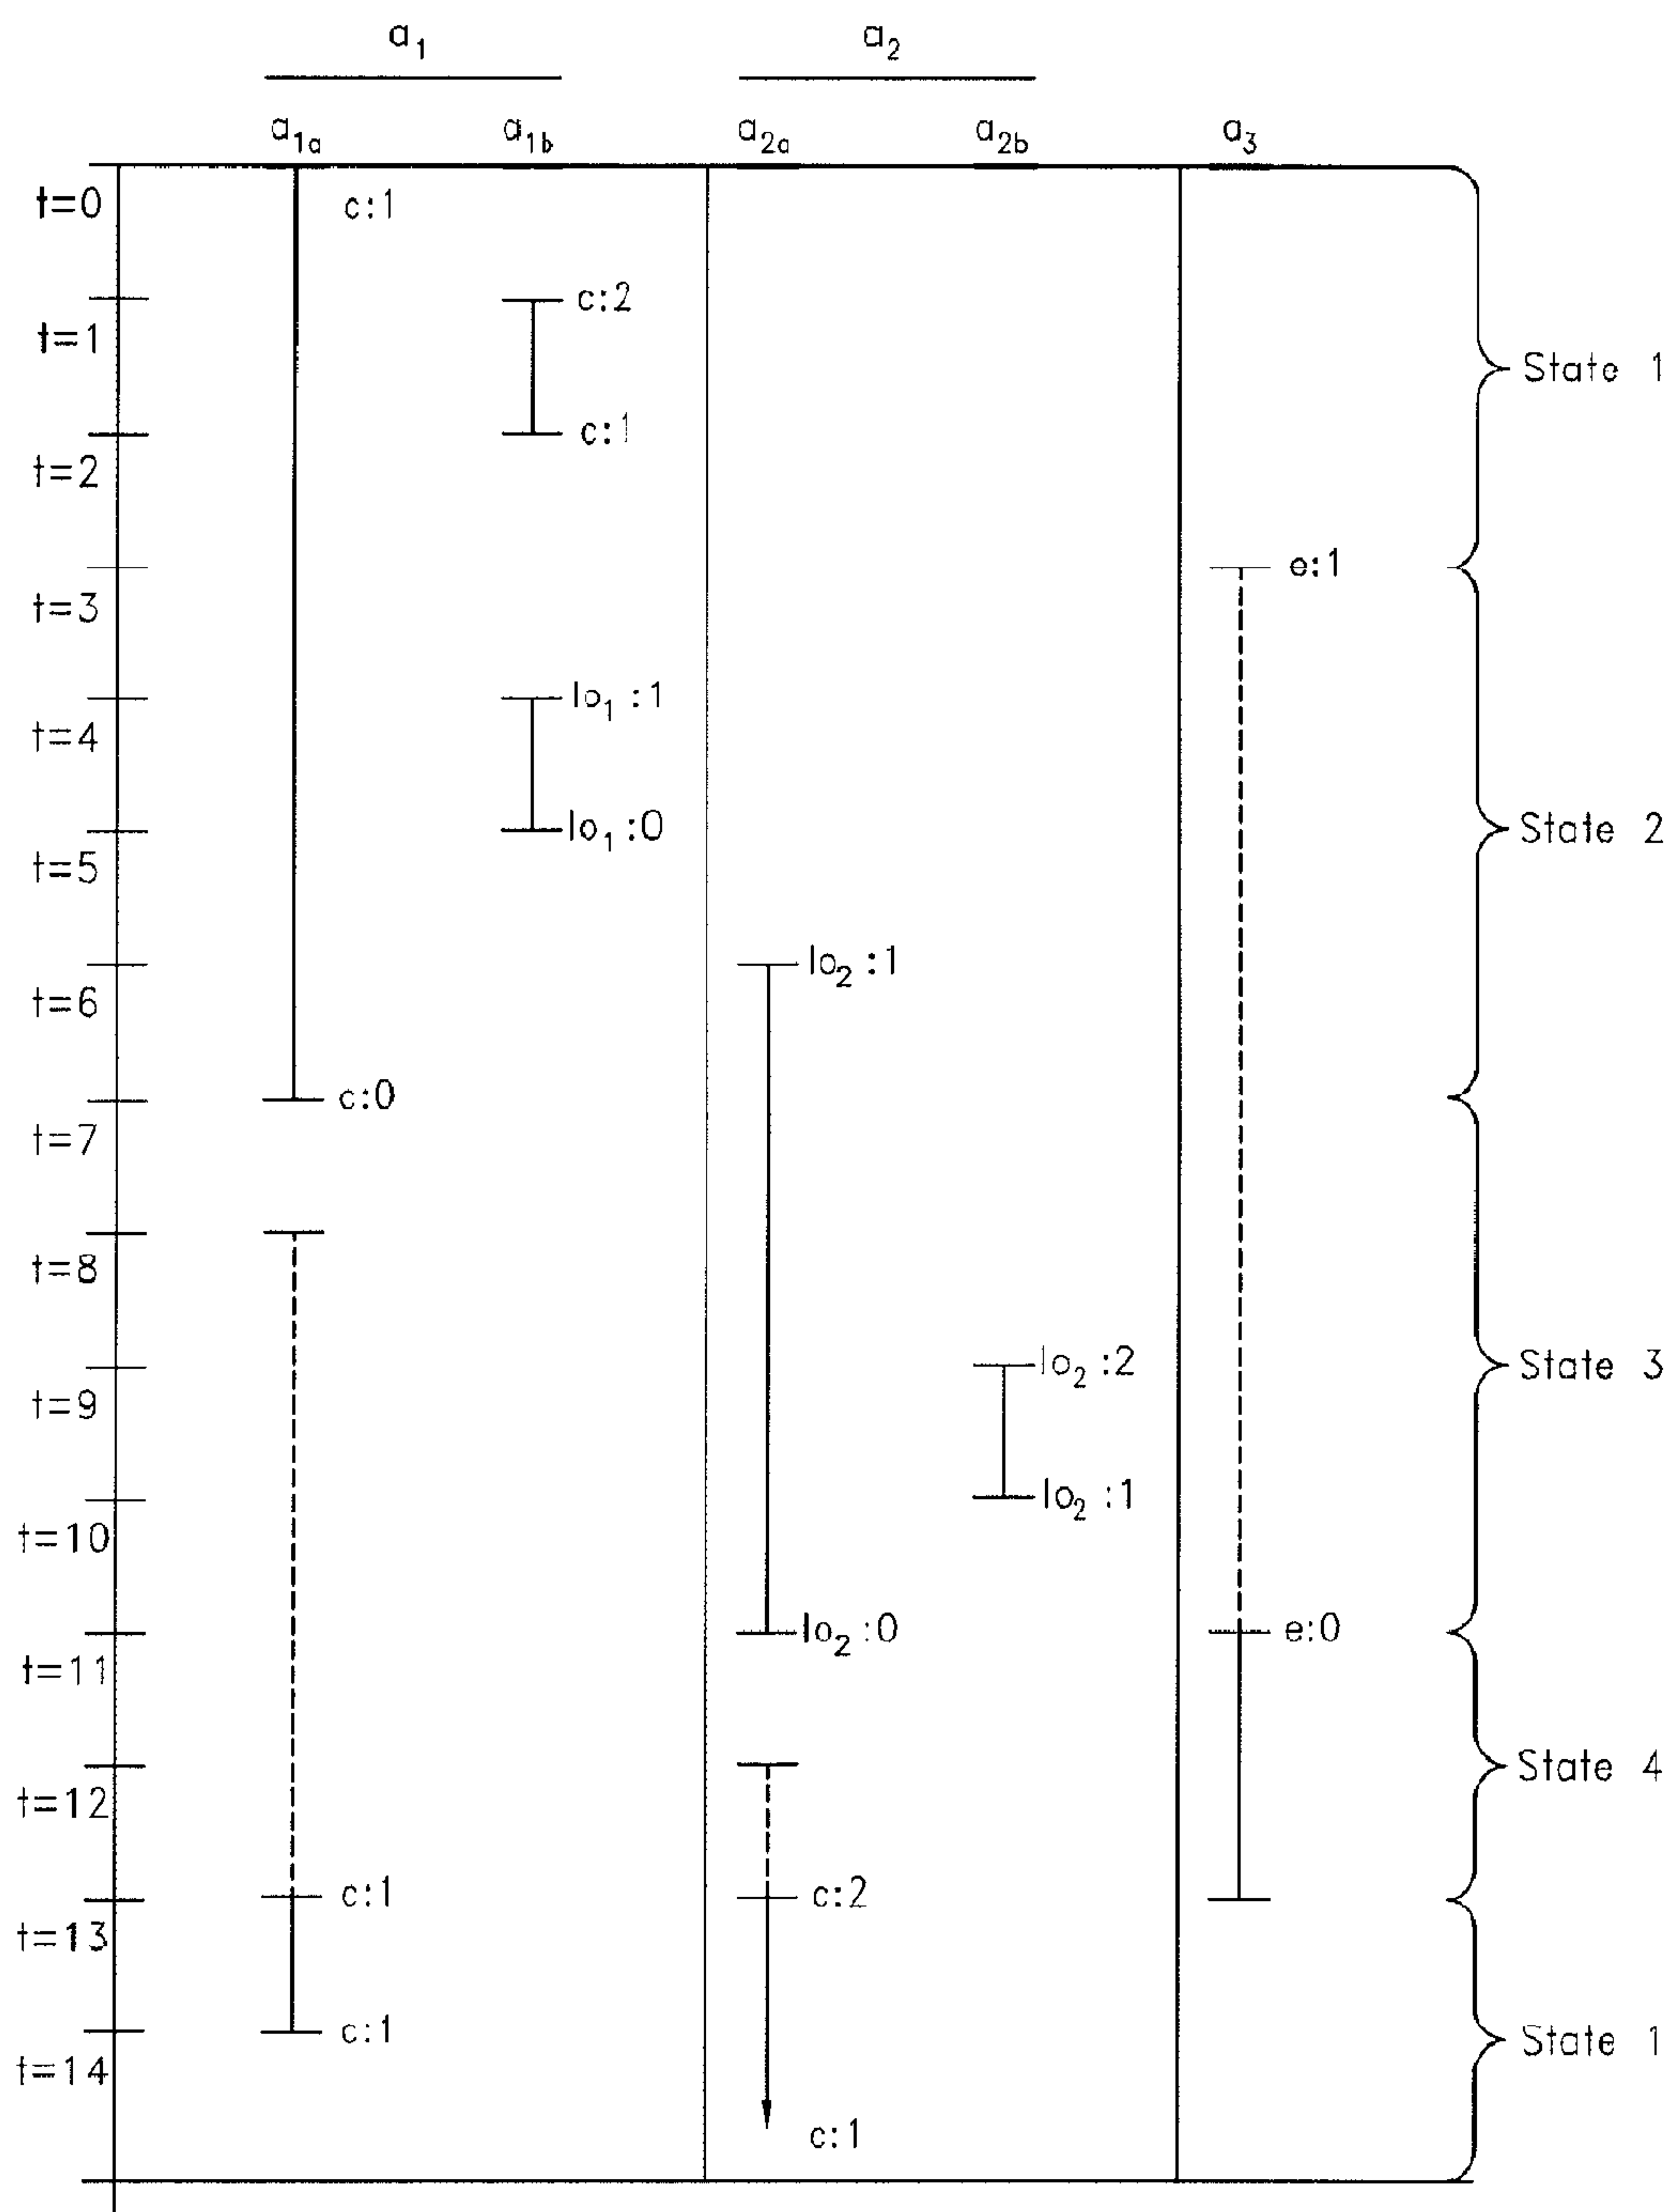 a1 a2
a1a a1b a2a a2b a3
t=0 c:1
c:2
t=1 State 1
c:1
t=2
e:1
t=3
lo1 :1
t=4
lo1 :0 State 2
t=5
lo2 :1
t=6
c:0
t=7
t=8
lo2 :2 State 3
t=9
lo2 :1
t=10
lo2 :0 e:0
t=11
State 4
t=12
c:1 c:2
t=13
c:1 State 1
t=14
c:1